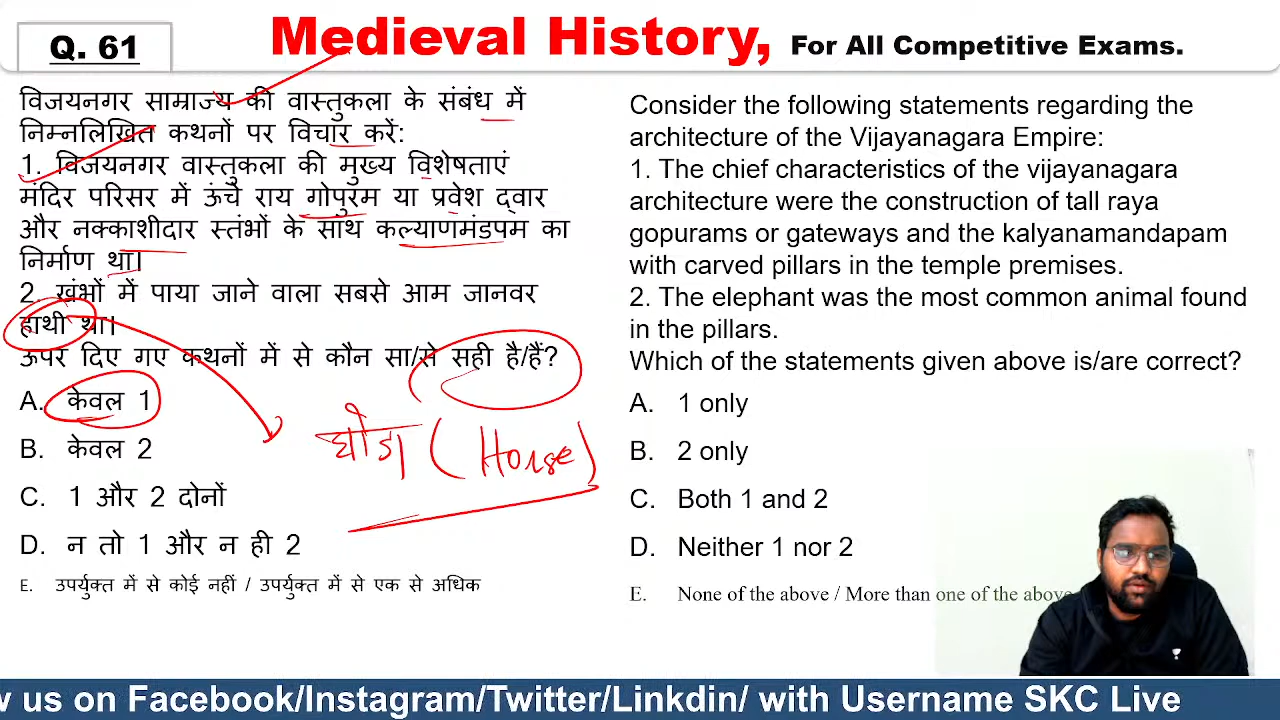 Q. 61
Medieval History, For All Competitive Exams.
विजयनगर साम्राज्य की वास्तुकला के संबंध में
निम्नलिखित कथनों पर विचार करें:
1. विजयनगर वास्तुकला की मुख्य विशेषताएं
मंदिर परिसर में ऊंचे राय गोपुरम या प्रवेश द्वार
और नक्काशीदार स्तंभों के साथ कल्याणमंडपम का
निर्माण था।
2. खंभों में पाया जाने वाला सबसे आम जानवर
हाथी था।
ऊपर दिए गए कथनों में से कौन सा/से सही है/हैं?
A. केवल 1
B. केवल 2
C. 1 और 2 दोनों
D. न तो 1 और न ही 2
E. उपर्युक्त में से कोई नहीं / उपर्युक्त में से एक से अधिक
घोडा (Horse)
Consider the following statements regarding the
architecture of the Vijayanagara Empire:
1. The chief characteristics of the vijayanagara
architecture were the construction of tall raya
gopurams or gateways and the kalyanamandapam
with carved pillars in the temple premises.
2. The elephant was the most common animal found
in the pillars.
Which of the statements given above is/are correct?
A. 1 only
B. 2 only
C. Both 1 and 2
D. Neither 1 nor 2
E. None of the above / More than one of the above
w us on Facebook/Instagram/Twitter/Linkdin/ with Username SKC Live